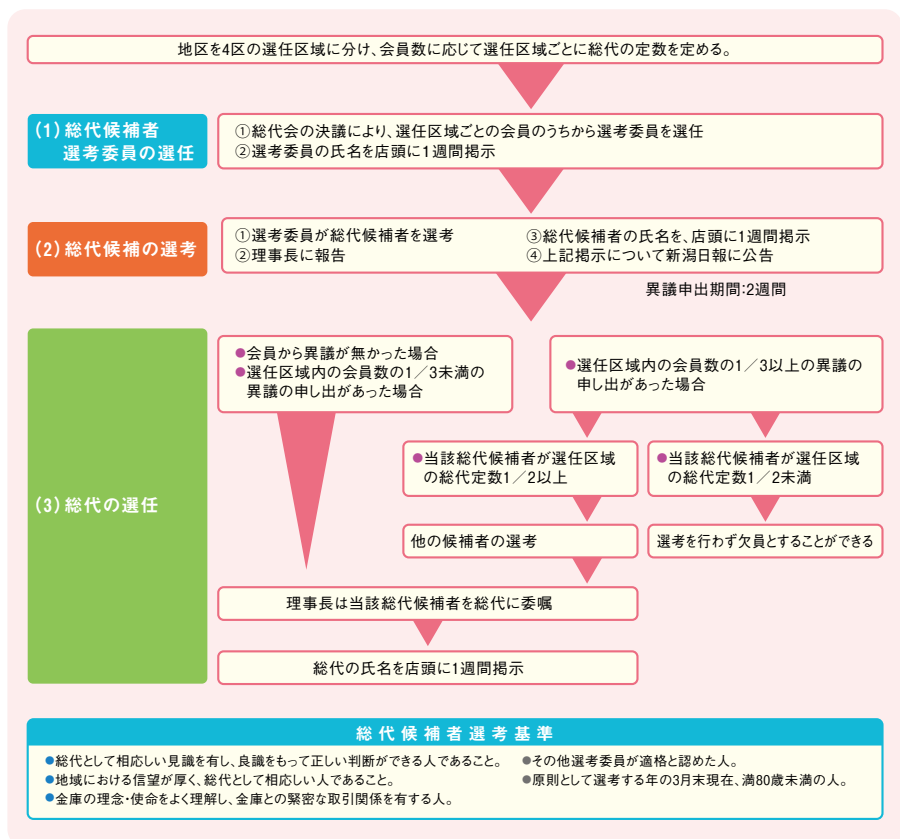 地区を4区の選任区域に分け、会員数に応じて選任区域ごとに総代の定数を定める。
(1)総代候補者
選考委員の選任
①総代会の決議により、選任区域ごとの会員のうちから選考委員を選任
②選考委員の氏名を店頭に1週間掲示
(2)総代候補の選考
①選考委員が総代候補者を選考
②理事長に報告
③総代候補者の氏名を、店頭に1週間掲示
④上記掲示について新潟日報に公告
異議申出期間:2週間
(3)総代の選任
●会員から異議が無かった場合
●選任区域内の会員数の1／3未満の
異議の申し出があった場合
●選任区域内の会員数の1／3以上の異議の
申し出があった場合
●当該総代候補者が選任区域
の総代定数1／2以上
●当該総代候補者が選任区域
の総代定数1／2未満
他の候補者の選考
選考を行わず欠員とすることができる
理事長は当該総代候補者を総代に委嘱
総代の氏名を店頭に1週間掲示
総代候補者選考基準
●総代として相応しい見識を有し、良識をもって正しい判断ができる人であること。
●地域における信望が厚く、総代として相応しい人であること。
●金庫の理念・使命をよく理解し、金庫との緊密な取引関係を有する人。
●その他選考委員が適格と認めた人。
●原則として選考する年の3月末現在、満80歳未満の人。